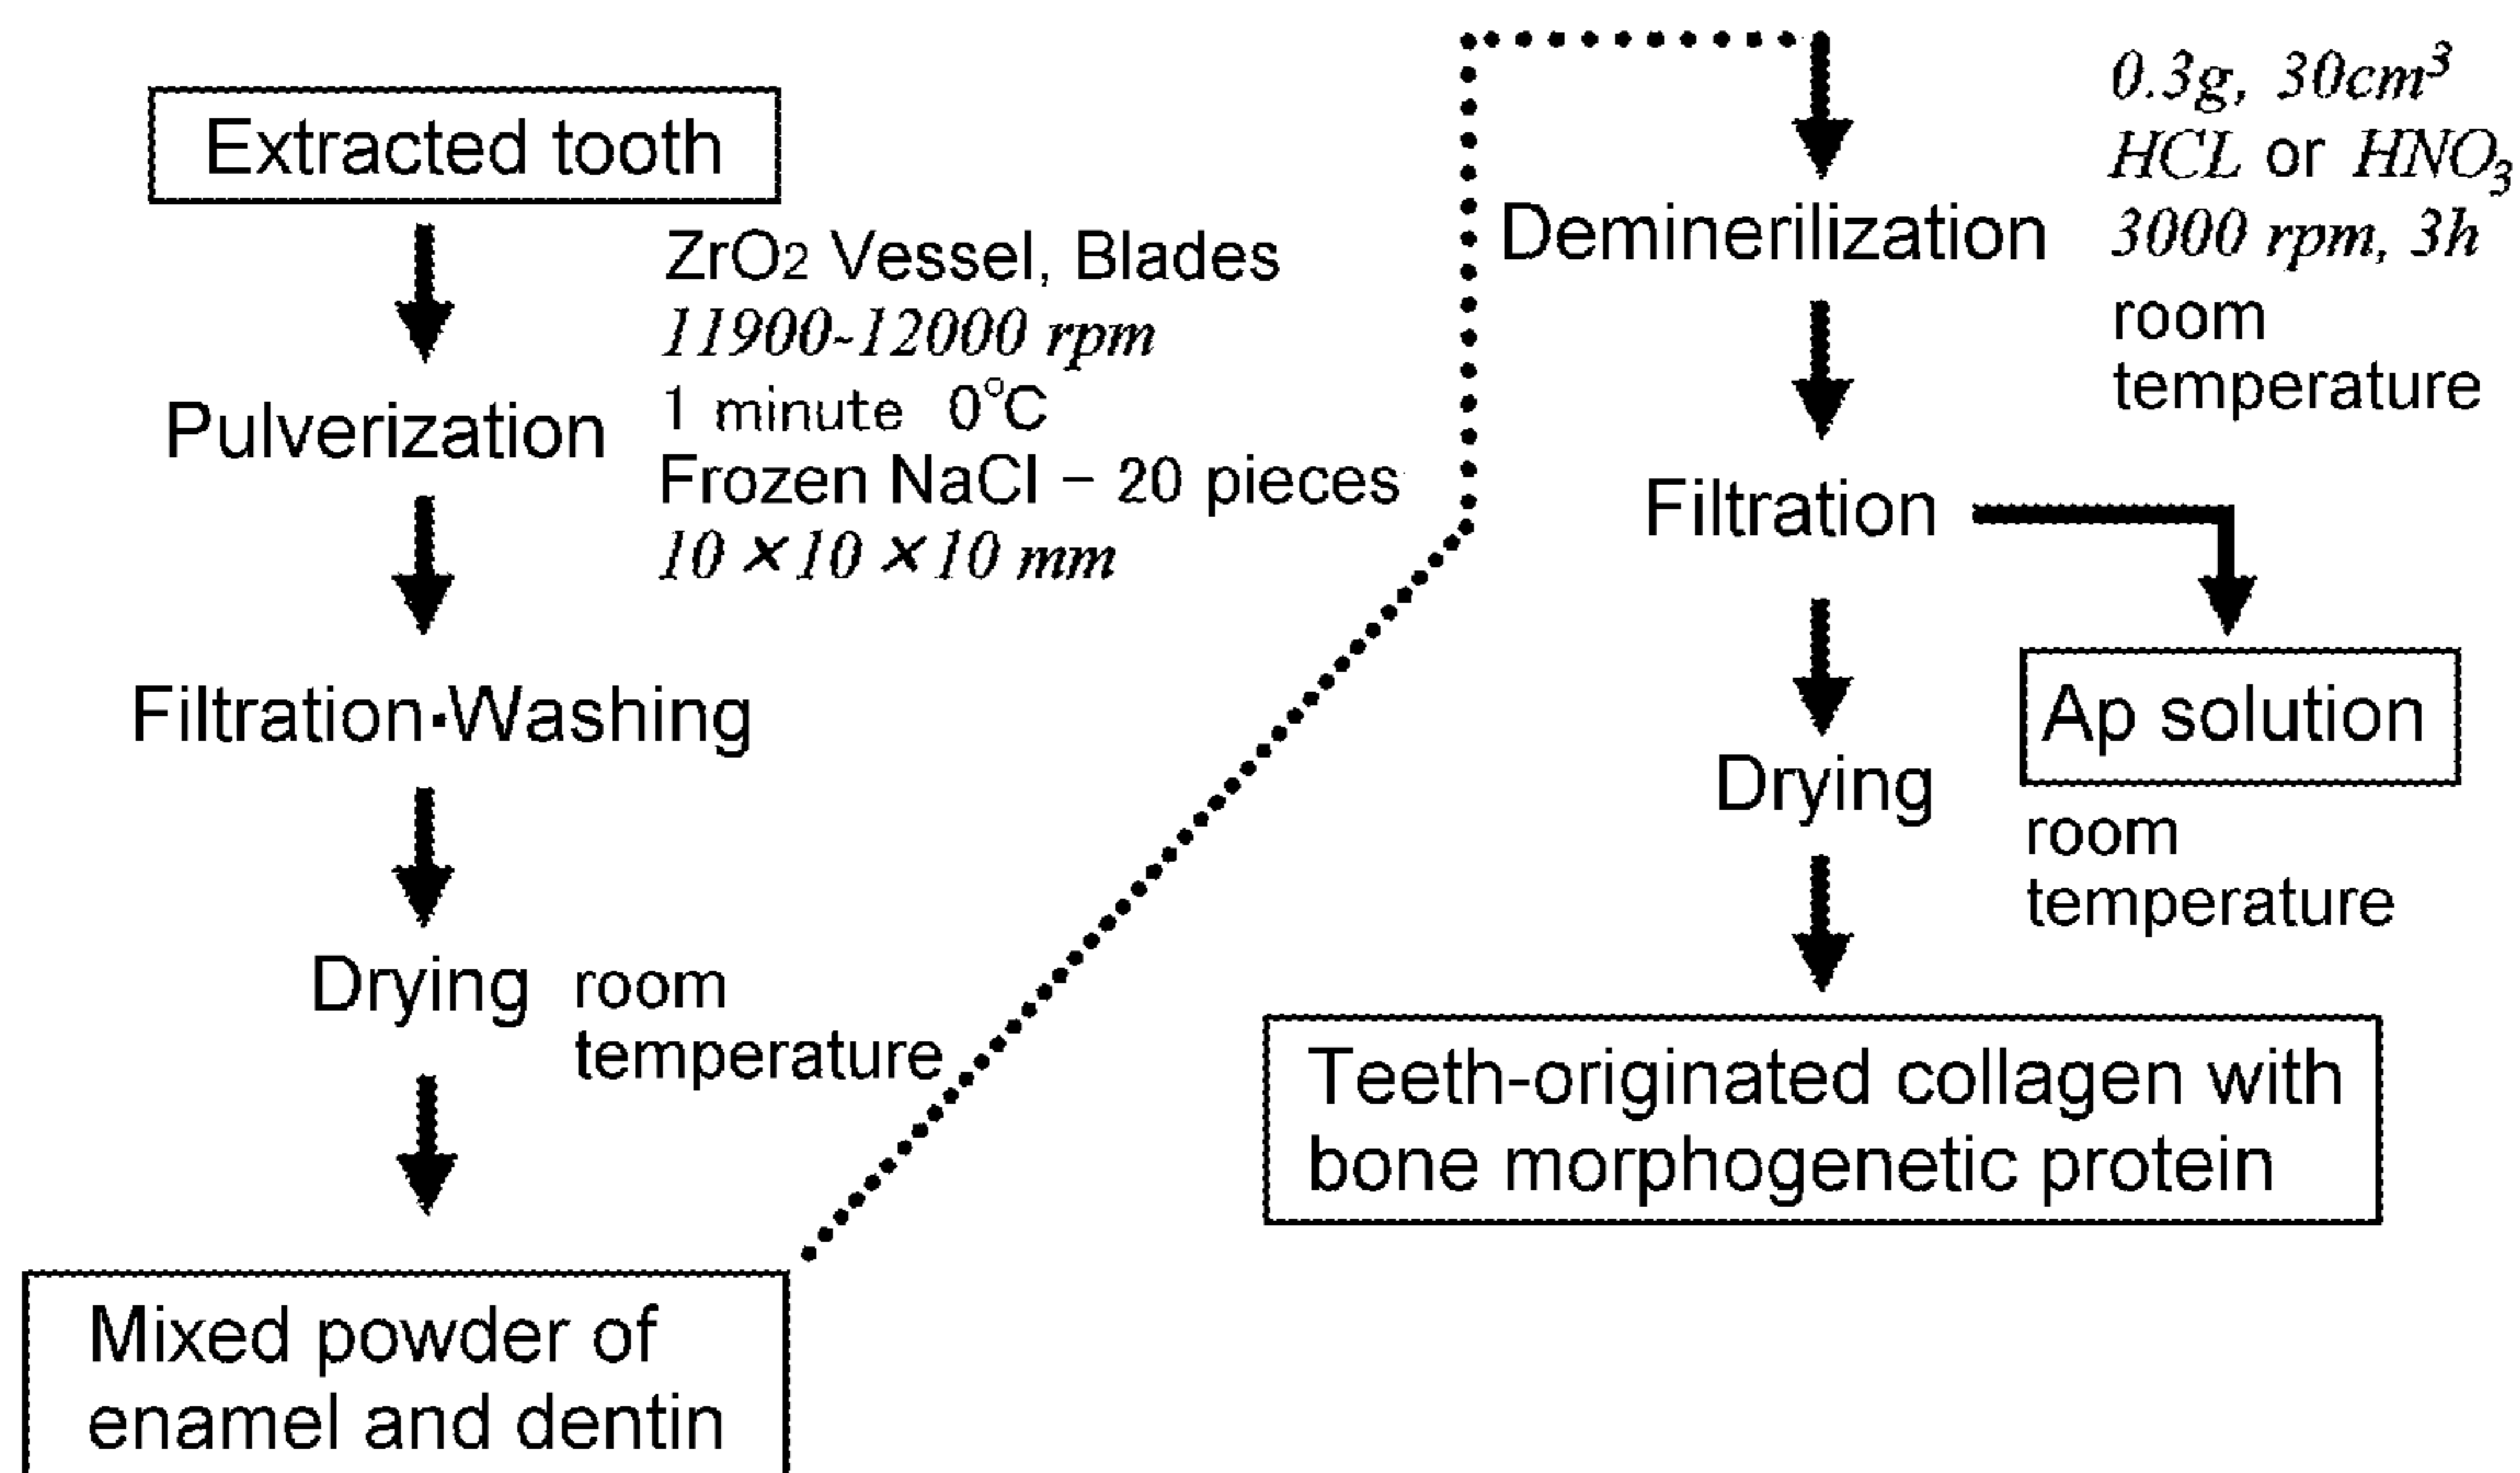 Extracted tooth
ZrO₂ Vessel, Blades
11900~12000 rpm
1 minute 0°C
Pulverization
Frozen NaCl – 20 pieces
10 ×10 ×10 mm
Filtration·Washing
Drying
room
temperature
Mixed powder of
enamel and dentin
0.3g, 30cm³
HCL or HNO₃
Deminerilization
3000 rpm, 3h
room
temperature
Filtration
Ap solution
Drying
room
temperature
Teeth-originated collagen with
bone morphogenetic protein